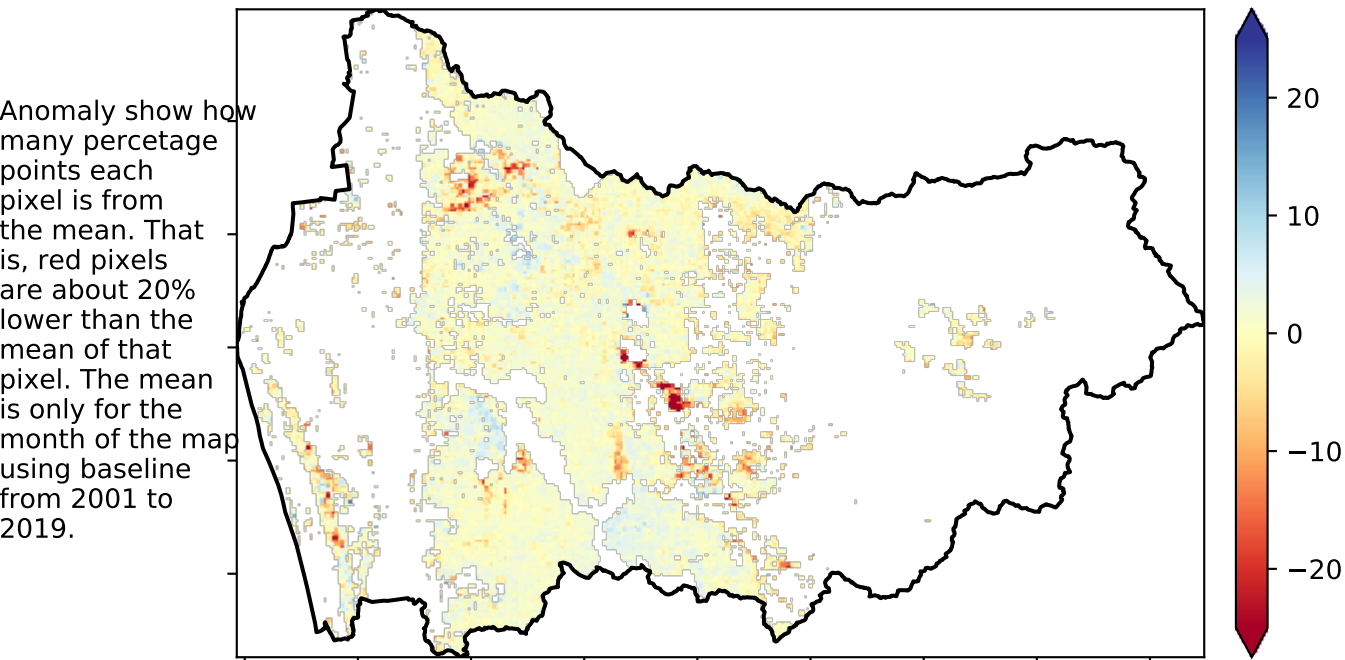 Anomaly show how
many percetage
points each
pixel is from
the mean. That
is, red pixels
are about 20%
lower than the
mean of that
pixel. The mean
is only for the
month of the map
using baseline
from 2001 to
2019.
20
10
0
−10
−20